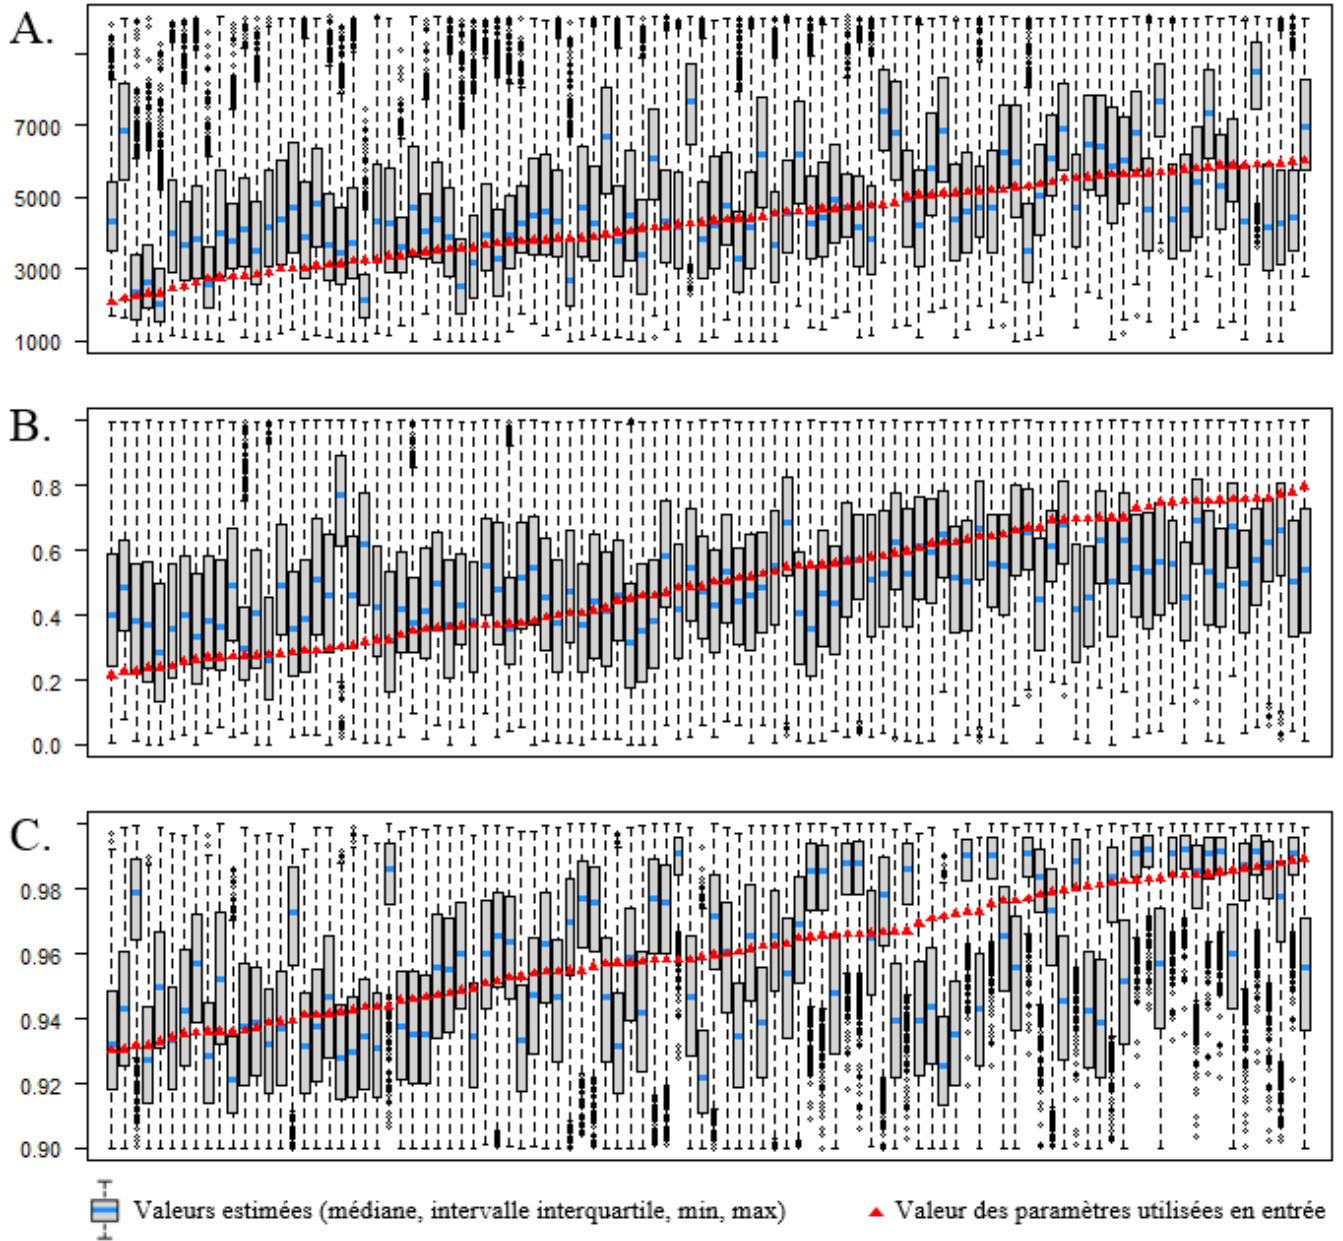 A.
7000
5000
3000
1000
B.
0.8
0.6
0.4
0.2
0.0
C.
0.98
0.96
0.94
0.92
0.90
Valeurs estimées (médiane, intervalle interquartile, min, max)
Valeur des paramètres utilisées en entrée